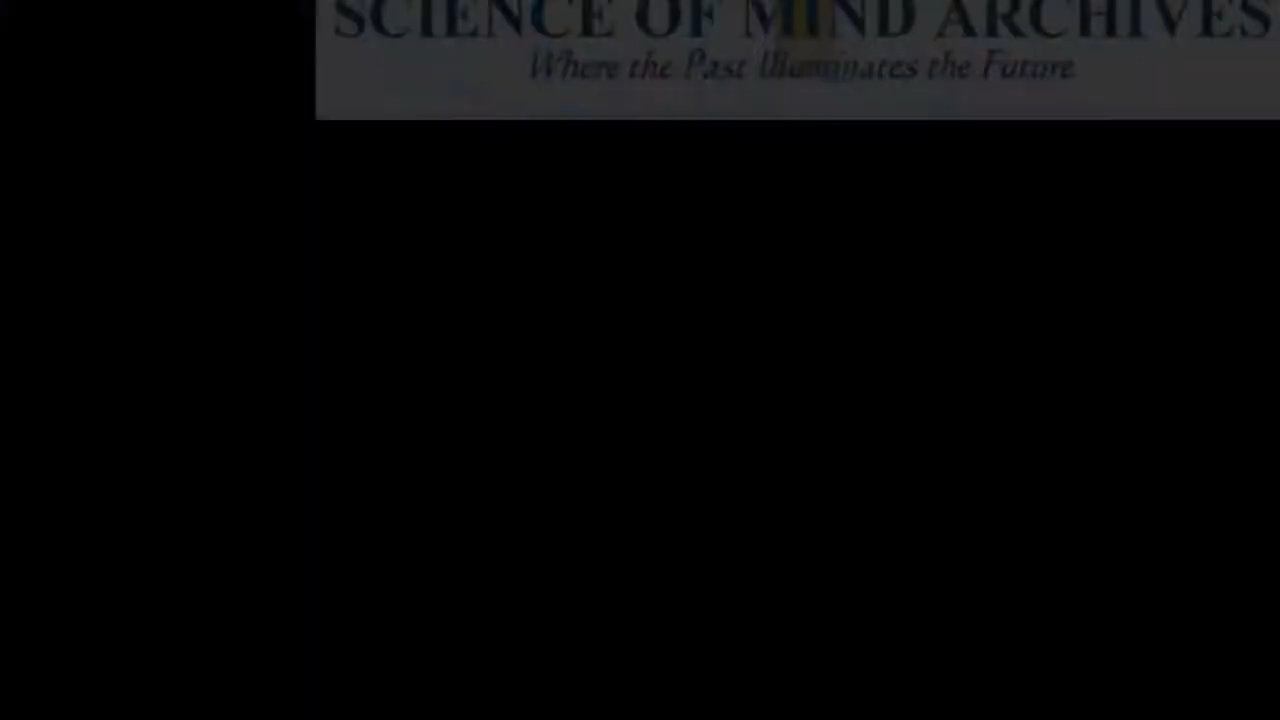 SCIENCE OF MIND ARCHIVES
Where the Past Illuminates the Future